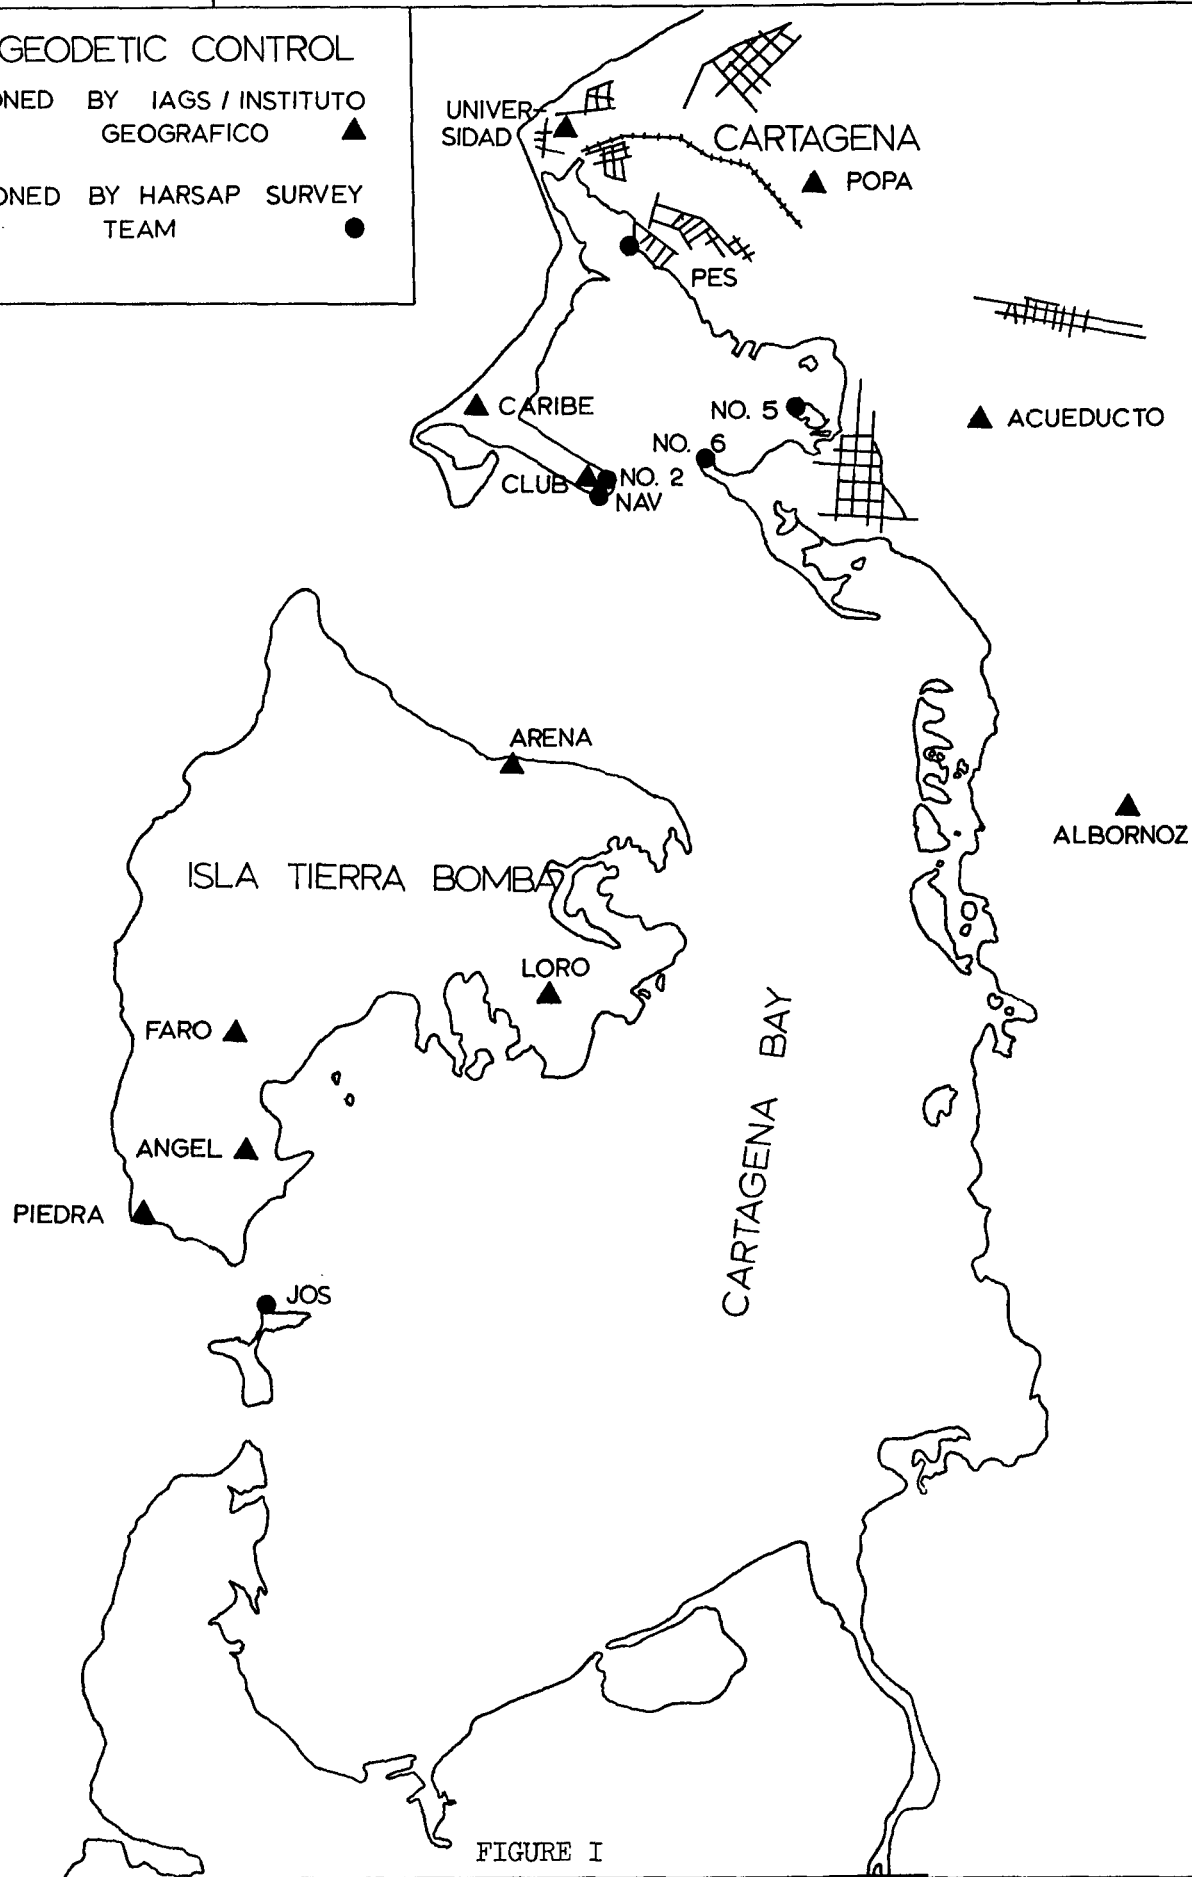 GEODETIC CONTROL
ONED BY IAGS / INSTITUTO
GEOGRAFICO
ONED BY HARSAP SURVEY
TEAM
UNIVER-
SIDAD
CARTAGENA
POPA
PES
CARIBE
NO. 5
ACUEDUCTO
NO. 6
CLUB
NO. 2
NAV
ARENA
ALBORNOZ
ISLA TIERRA BOMBA
LORO
FARO
CARTAGENA BAY
ANGEL
PIEDRA
JOS
FIGURE I